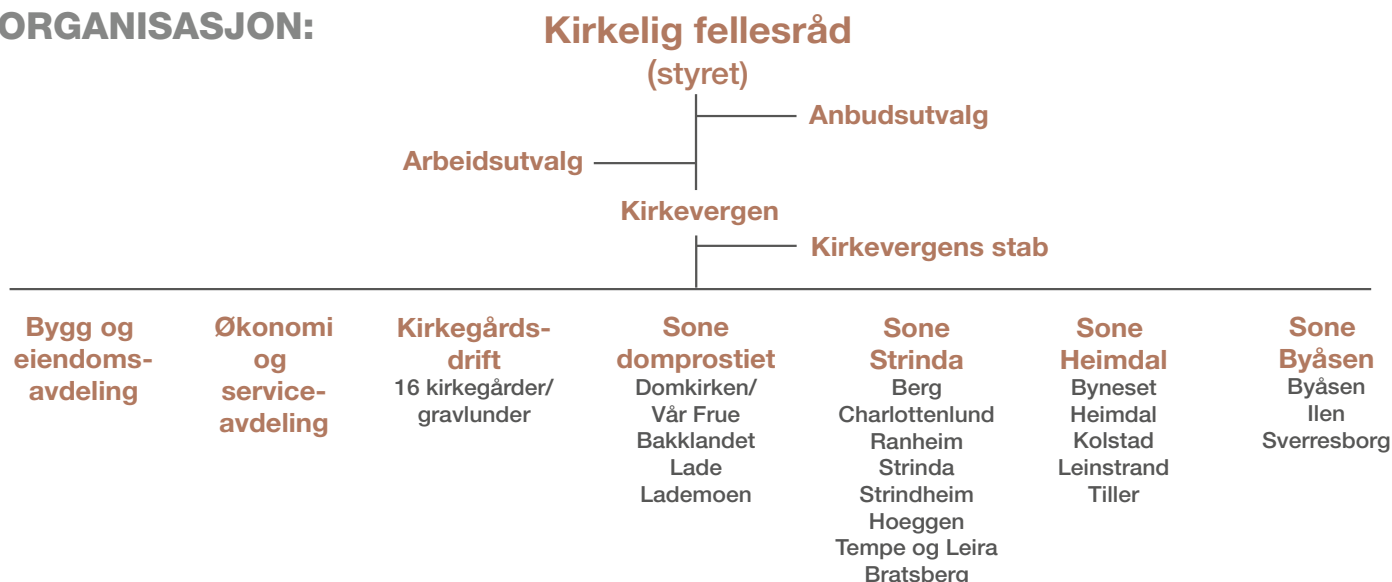 ORGANISASJON:
Kirkelig fellesråd
(styret)
Anbudsutvalg
Arbeidsutvalg
Kirkevergen
Kirkevergens stab
Bygg og
eiendoms-
avdeling
Økonomi
og
service-
avdeling
Kirkegårds-
drift
16 kirkegårder/
gravlunder
Sone
domprostiet
Domkirken/
Vår Frue
Bakklandet
Lade
Lademoen
Sone
Strinda
Berg
Charlottenlund
Ranheim
Strinda
Strindheim
Hoeggen
Tempe og Leira
Bratsberg
Sone
Heimdal
Byneset
Heimdal
Kolstad
Leinstrand
Tiller
Sone
Byåsen
Byåsen
Ilen
Sverresborg